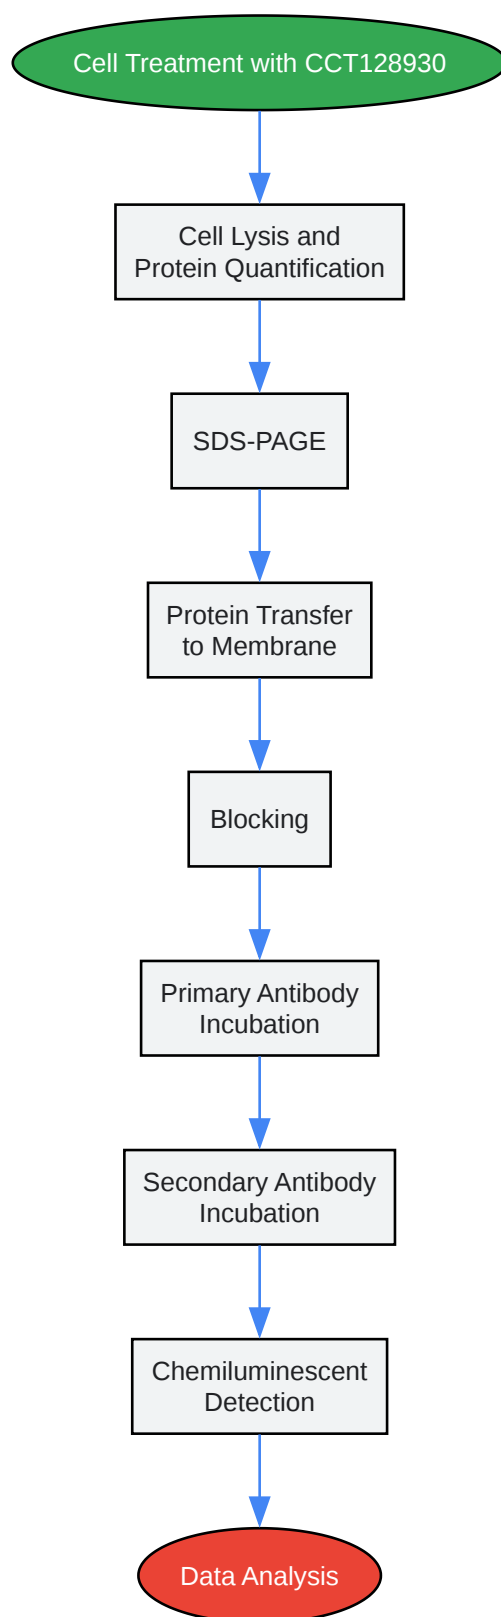 Cell Treatment with CCT128930
Cell Lysis and
Protein Quantification
SDS-PAGE
Protein Transfer
to Membrane
Blocking
Primary Antibody
Incubation
Secondary Antibody
Incubation
Chemiluminescent
Detection
Data Analysis